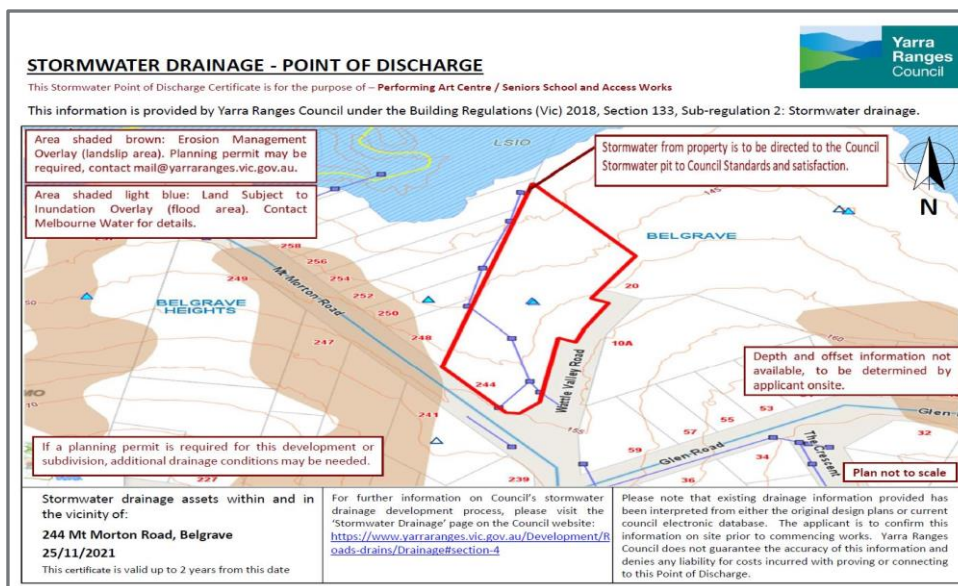 STORMWATER DRAINAGE - POINT OF DISCHARGE
This Stormwater Point of Discharge Certificate is for the purpose of – Performing Art Centre / Seniors School and Access Works
This information is provided by Yarra Ranges Council under the Building Regulations (Vic) 2018, Section 133, Sub-regulation 2: Stormwater drainage.
Yarra
Ranges
Council
Area shaded brown: Erosion Management
Overlay (landslip area). Planning permit may be
required, contact mail@yarraranges.vic.gov.au.
Area shaded light blue: Land Subject to
Inundation Overlay (flood area). Contact
Melbourne Water for details.
LSIO
Stormwater from property is to be directed to the Council
Stormwater pit to Council Standards and satisfaction.
145
N
BELGRAVE
258
256
254
252
250
249
248
247
244
241
239
Mt Morton Road
BELGRAVE
HEIGHTS
20
10A
Wattle Valley Road
155
Depth and offset information not
available, to be determined by
applicant onsite.
53
55
57
59
Glen Road
34
36
32
The Crescent
Glen
If a planning permit is required for this development or
subdivision, additional drainage conditions may be needed.
227
Plan not to scale
Stormwater drainage assets within and in
the vicinity of:
244 Mt Morton Road, Belgrave
25/11/2021
This certificate is valid up to 2 years from this date
For further information on Council's stormwater
drainage development process, please visit the
'Stormwater Drainage' page on the Council website:
https://www.yarraranges.vic.gov.au/Development/R
oads-drains/Drainage#section-4
Please note that existing drainage information provided has
been interpreted from either the original design plans or current
council electronic database. The applicant is to confirm this
information on site prior to commencing works. Yarra Ranges
Council does not guarantee the accuracy of this information and
denies any liability for costs incurred with proving or connecting
to this Point of Discharge.